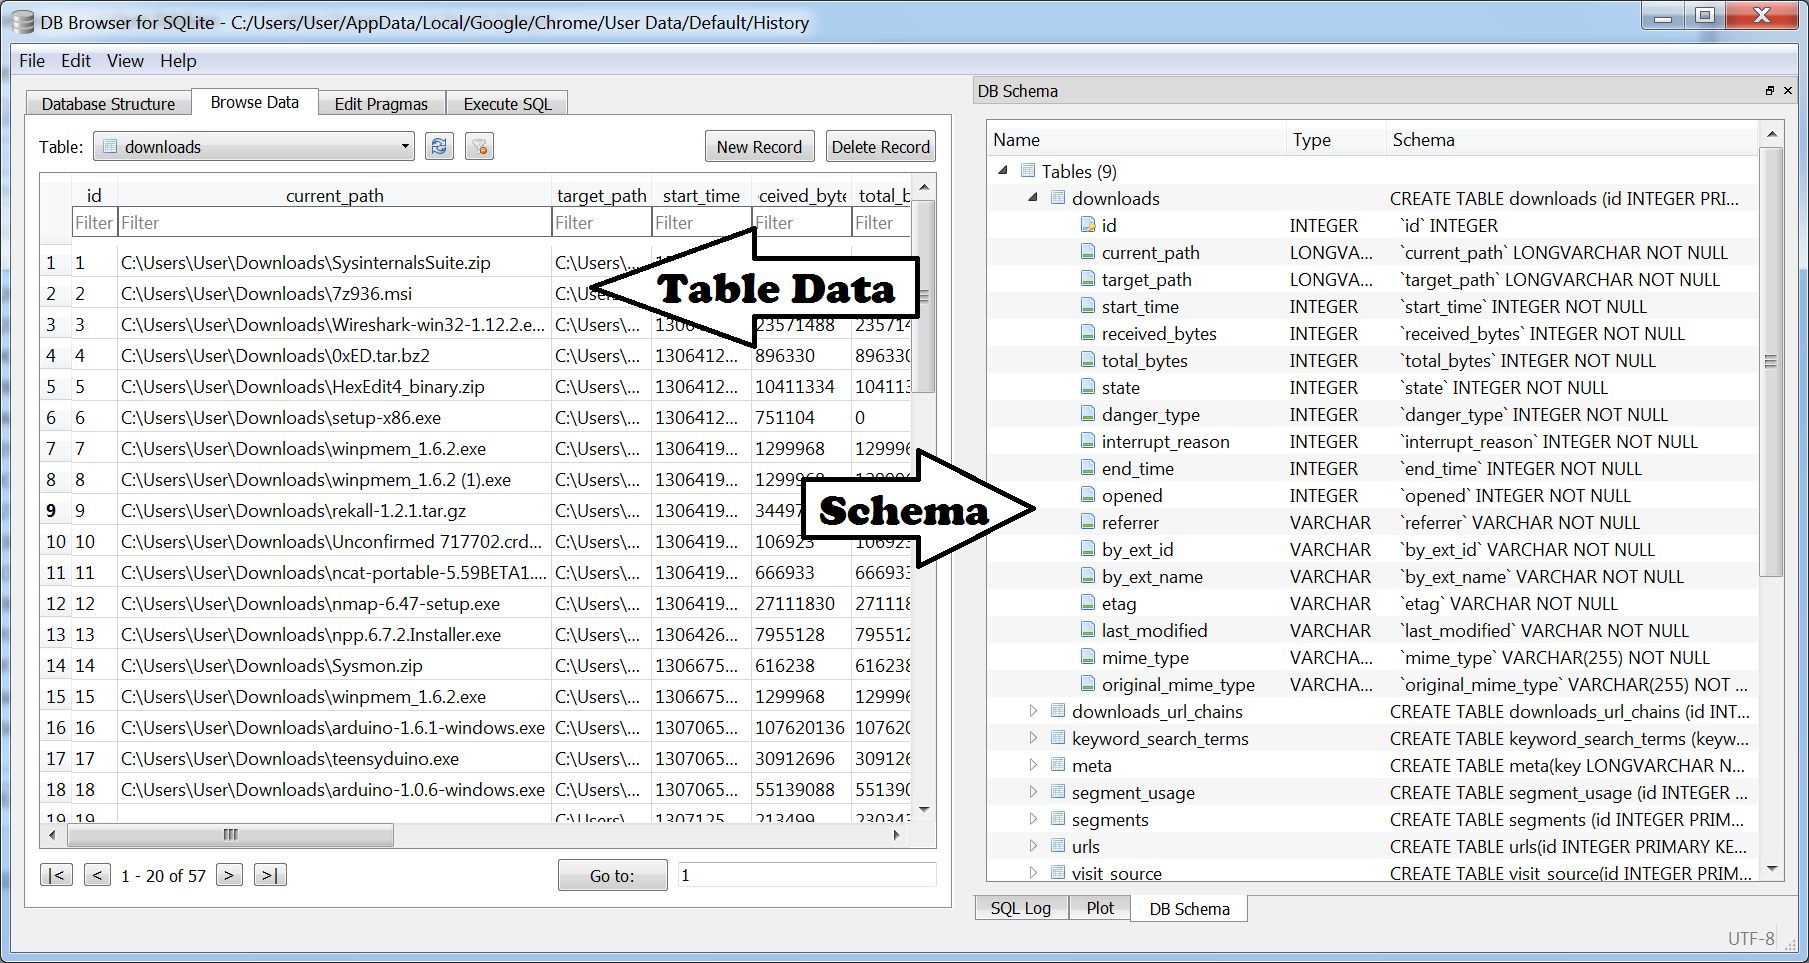 DB Browser for SQLite - C:/Users/User/AppData/Local/Google/Chrome/User Data/Default/History
File Edit View Help
Database Structure Browse Data Edit Pragmas Execute SQL
Table: downloads New Record Delete Record
id current_path target_path start_time ceived_byte total_b
Filter Filter Filter Filter Filter Filter
1 1 C:\Users\User\Downloads\SysinternalsSuite.zip C:\Users\...
2 2 C:\Users\User\Downloads\7z936.msi C:\Users
3 3 C:\Users\User\Downloads\Wireshark-win32-1.12.2.e... C:\Users\... 23571488 235714
4 4 C:\Users\User\Downloads\0xED.tar.bz2 C:\Users\... 1306412... 896330 896330
5 5 C:\Users\User\Downloads\HexEdit4_binary.zip C:\Users\... 1306412... 10411334 104113
6 6 C:\Users\User\Downloads\setup-x86.exe C:\Users\... 1306412... 751104 0
7 7 C:\Users\User\Downloads\winpmem_1.6.2.exe C:\Users\... 1306419... 1299968 129996
8 8 C:\Users\User\Downloads\winpmem_1.6.2 (1).exe C:\Users\... 1306419... 1299968 129996
9 9 C:\Users\User\Downloads\rekall-1.2.1.tar.gz C:\Users\... 1306419... 34497
10 10 C:\Users\User\Downloads\Unconfirmed 717702.crd... C:\Users\... 1306419... 106923 106923
11 11 C:\Users\User\Downloads\ncat-portable-5.59BETA1.... C:\Users\... 1306419... 666933 666933
12 12 C:\Users\User\Downloads\nmap-6.47-setup.exe C:\Users\... 1306419... 27111830 271118
13 13 C:\Users\User\Downloads\npp.6.7.2.Installer.exe C:\Users\... 1306426... 7955128 795512
14 14 C:\Users\User\Downloads\Sysmon.zip C:\Users\... 1306675... 616238 616238
15 15 C:\Users\User\Downloads\winpmem_1.6.2.exe C:\Users\... 1306675... 1299968 129996
16 16 C:\Users\User\Downloads\arduino-1.6.1-windows.exe C:\Users\... 1307065... 107620136 107620
17 17 C:\Users\User\Downloads\teensyduino.exe C:\Users\... 1307065... 30912696 309126
18 18 C:\Users\User\Downloads\arduino-1.0.6-windows.exe C:\Users\... 1307065... 55139088 551390
19 19 C:\Users\... 1307125... 213499 230343
|< < 1 - 20 of 57 > >| Go to: 1
Table Data
Schema
DB Schema
Name Type Schema
Tables (9)
downloads CREATE TABLE downloads (id INTEGER PRI...
id INTEGER `id` INTEGER
current_path LONGVA... `current_path` LONGVARCHAR NOT NULL
target_path LONGVA... `target_path` LONGVARCHAR NOT NULL
start_time INTEGER `start_time` INTEGER NOT NULL
received_bytes INTEGER `received_bytes` INTEGER NOT NULL
total_bytes INTEGER `total_bytes` INTEGER NOT NULL
state INTEGER `state` INTEGER NOT NULL
danger_type INTEGER `danger_type` INTEGER NOT NULL
interrupt_reason INTEGER `interrupt_reason` INTEGER NOT NULL
end_time INTEGER `end_time` INTEGER NOT NULL
opened INTEGER `opened` INTEGER NOT NULL
referrer VARCHAR `referrer` VARCHAR NOT NULL
by_ext_id VARCHAR `by_ext_id` VARCHAR NOT NULL
by_ext_name VARCHAR `by_ext_name` VARCHAR NOT NULL
etag VARCHAR `etag` VARCHAR NOT NULL
last_modified VARCHAR `last_modified` VARCHAR NOT NULL
mime_type VARCHA... `mime_type` VARCHAR(255) NOT NULL
original_mime_type VARCHA... `original_mime_type` VARCHAR(255) NOT ...
downloads_url_chains CREATE TABLE downloads_url_chains (id INT...
keyword_search_terms CREATE TABLE keyword_search_terms (keyw...
meta CREATE TABLE meta(key LONGVARCHAR N...
segment_usage CREATE TABLE segment_usage (id INTEGER ...
segments CREATE TABLE segments (id INTEGER PRIM...
urls CREATE TABLE urls(id INTEGER PRIMARY KE...
visit_source CREATE TABLE visit_source(id INTEGER PRIM...
SQL Log Plot DB Schema
UTF-8